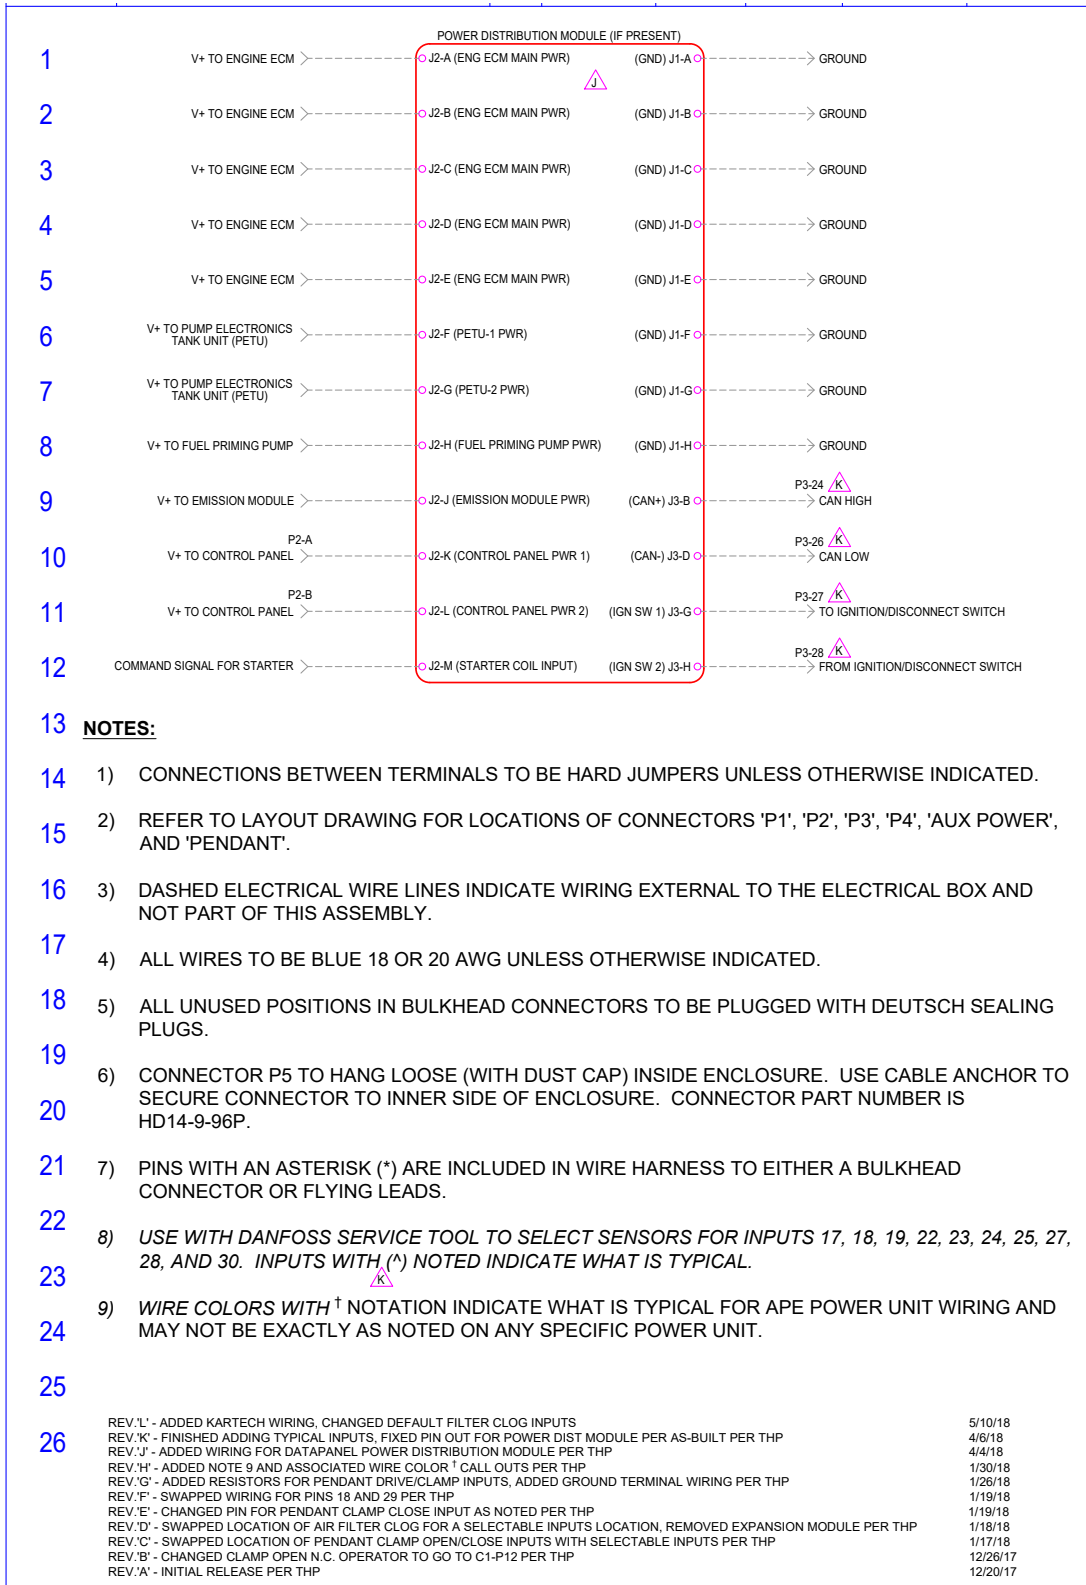 POWER DISTRIBUTION MODULE (IF PRESENT)
1 V+ TO ENGINE ECM J2-A (ENG ECM MAIN PWR) (GND) J1-A GROUND
J
2 V+ TO ENGINE ECM J2-B (ENG ECM MAIN PWR) (GND) J1-B GROUND
3 V+ TO ENGINE ECM J2-C (ENG ECM MAIN PWR) (GND) J1-C GROUND
4 V+ TO ENGINE ECM J2-D (ENG ECM MAIN PWR) (GND) J1-D GROUND
5 V+ TO ENGINE ECM J2-E (ENG ECM MAIN PWR) (GND) J1-E GROUND
6 V+ TO PUMP ELECTRONICS
TANK UNIT (PETU) J2-F (PETU-1 PWR) (GND) J1-F GROUND
7 V+ TO PUMP ELECTRONICS
TANK UNIT (PETU) J2-G (PETU-2 PWR) (GND) J1-G GROUND
8 V+ TO FUEL PRIMING PUMP J2-H (FUEL PRIMING PUMP PWR) (GND) J1-H GROUND
P3-24 K
9 V+ TO EMISSION MODULE J2-J (EMISSION MODULE PWR) (CAN+) J3-B CAN HIGH
P2-A P3-26 K
10 V+ TO CONTROL PANEL J2-K (CONTROL PANEL PWR 1) (CAN-) J3-D CAN LOW
P2-B P3-27 K
11 V+ TO CONTROL PANEL J2-L (CONTROL PANEL PWR 2) (IGN SW 1) J3-G TO IGNITION/DISCONNECT SWITCH
P3-28 K
12 COMMAND SIGNAL FOR STARTER J2-M (STARTER COIL INPUT) (IGN SW 2) J3-H FROM IGNITION/DISCONNECT SWITCH
13 NOTES:
14 1) CONNECTIONS BETWEEN TERMINALS TO BE HARD JUMPERS UNLESS OTHERWISE INDICATED.
15 2) REFER TO LAYOUT DRAWING FOR LOCATIONS OF CONNECTORS 'P1', 'P2', 'P3', 'P4', 'AUX POWER',
AND 'PENDANT'.
16 3) DASHED ELECTRICAL WIRE LINES INDICATE WIRING EXTERNAL TO THE ELECTRICAL BOX AND
NOT PART OF THIS ASSEMBLY.
17 4) ALL WIRES TO BE BLUE 18 OR 20 AWG UNLESS OTHERWISE INDICATED.
18 5) ALL UNUSED POSITIONS IN BULKHEAD CONNECTORS TO BE PLUGGED WITH DEUTSCH SEALING
PLUGS.
19
6) CONNECTOR P5 TO HANG LOOSE (WITH DUST CAP) INSIDE ENCLOSURE. USE CABLE ANCHOR TO
20 SECURE CONNECTOR TO INNER SIDE OF ENCLOSURE. CONNECTOR PART NUMBER IS
HD14-9-96P.
21 7) PINS WITH AN ASTERISK (*) ARE INCLUDED IN WIRE HARNESS TO EITHER A BULKHEAD
CONNECTOR OR FLYING LEADS.
22
8) USE WITH DANFOSS SERVICE TOOL TO SELECT SENSORS FOR INPUTS 17, 18, 19, 22, 23, 24, 25, 27,
28, AND 30. INPUTS WITH (^) NOTED INDICATE WHAT IS TYPICAL.
23 K
9) WIRE COLORS WITH † NOTATION INDICATE WHAT IS TYPICAL FOR APE POWER UNIT WIRING AND
24 MAY NOT BE EXACTLY AS NOTED ON ANY SPECIFIC POWER UNIT.
25
26
REV.'L' - ADDED KARTECH WIRING, CHANGED DEFAULT FILTER CLOG INPUTS 5/10/18
REV.'K' - FINISHED ADDING TYPICAL INPUTS, FIXED PIN OUT FOR POWER DIST MODULE PER AS-BUILT PER THP 4/6/18
REV.'J' - ADDED WIRING FOR DATAPANEL POWER DISTRIBUTION MODULE PER THP 4/4/18
REV.'H' - ADDED NOTE 9 AND ASSOCIATED WIRE COLOR † CALL OUTS PER THP 1/30/18
REV.'G' - ADDED RESISTORS FOR PENDANT DRIVE/CLAMP INPUTS, ADDED GROUND TERMINAL WIRING PER THP 1/26/18
REV.'F' - SWAPPED WIRING FOR PINS 18 AND 29 PER THP 1/19/18
REV.'E' - CHANGED PIN FOR PENDANT CLAMP CLOSE INPUT AS NOTED PER THP 1/19/18
REV.'D' - SWAPPED LOCATION OF AIR FILTER CLOG FOR A SELECTABLE INPUTS LOCATION, REMOVED EXPANSION MODULE PER THP 1/18/18
REV.'C' - SWAPPED LOCATION OF PENDANT CLAMP OPEN/CLOSE INPUTS WITH SELECTABLE INPUTS PER THP 1/17/18
REV.'B' - CHANGED CLAMP OPEN N.C. OPERATOR TO GO TO C1-P12 PER THP 12/26/17
REV.'A' - INITIAL RELEASE PER THP 12/20/17